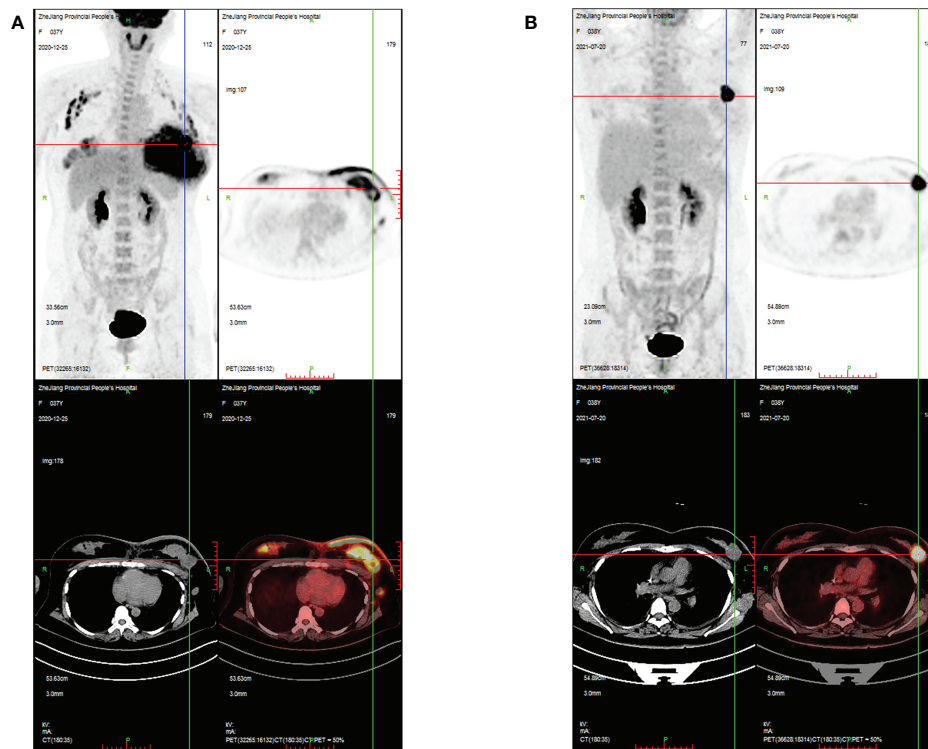 A
ZheJiang Provincial People's Hospital
F 037Y
2020-12-25
112
H
R
L
33.56cm
3.0mm
PET(32265:16132)
F
ZheJiang Provincial People's Hospital
F 037Y
2020-12-25
179
Img:107
A
R
L
53.63cm
3.0mm
PET(32265:16132)
P
ZheJiang Provincial People's Hospital
F 037Y
2020-12-25
179
Img:178
A
R
L
53.63cm
3.0mm
kV:
mA:
CT(180:35)
P
ZheJiang Provincial People's Hospital
F 037Y
2020-12-25
179
A
R
L
53.63cm
3.0mm
kV:
mA:
PET(32265:16132)CT(180:35)CT:PET = 50%
B
ZheJiang Provincial People's Hospital
F 038Y
2021-07-20
77
R
L
23.09cm
3.0mm
PET(36628:18314)
ZheJiang Provincial People's Hospital
F 038Y
2021-07-20
Img:109
A
R
54.89cm
3.0mm
PET(36628:18314)
P
ZheJiang Provincial People's Hospital
F 038Y
2021-07-20
183
Img:182
A
R
L
54.89cm
3.0mm
kV:
mA:
CT(180:35)
P
ZheJiang Provincial People's Hospital
F 038Y
2021-07-20
A
R
54.89cm
3.0mm
kV:
mA:
PET(36628:18314)CT(180:35)CT:PET = 50%